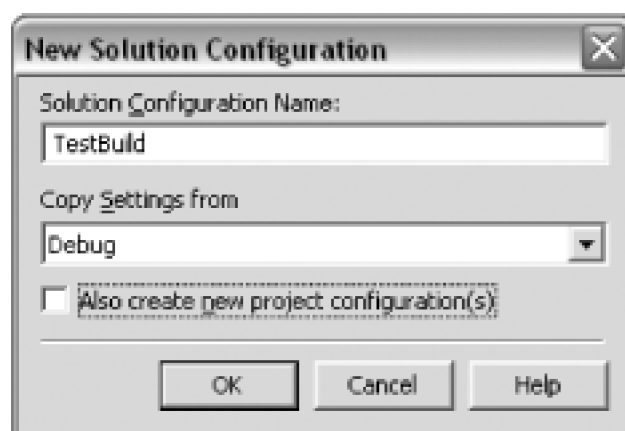 New Solution Configuration
Solution Configuration Name:
TestBuild
Copy Settings from
Debug
Also create new project configuration(s)
OK Cancel Help